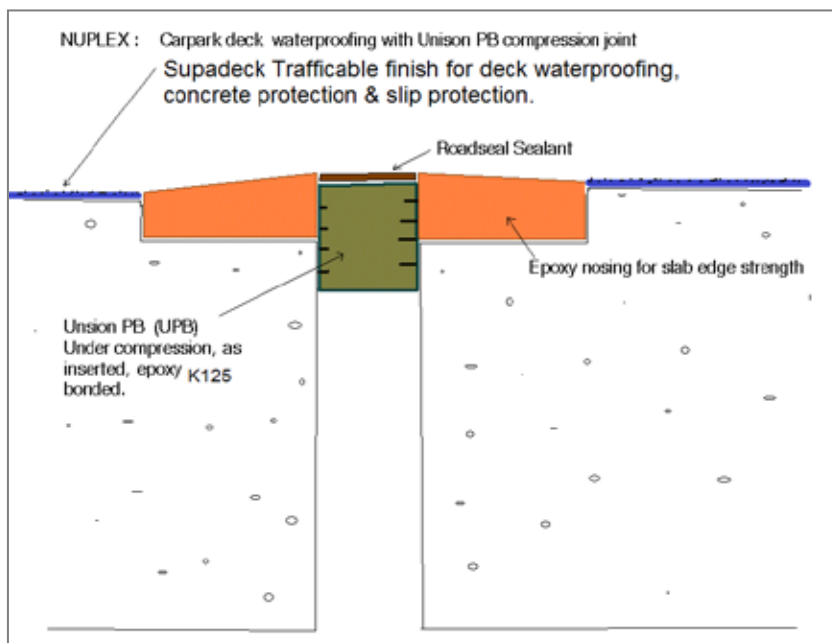 NUPLEX : Carpark deck waterproofing with Unison PB compression joint
Supadeck Trafficable finish for deck waterproofing,
concrete protection & slip protection.
Roadseal Sealant
Epoxy nosing for slab edge strength
Unsion PB (UPB)
Under compression, as
inserted, epoxy K125
bonded.